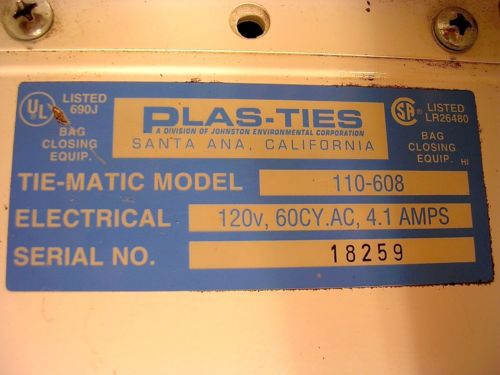 UL LISTED 690J
BAG CLOSING EQUIP.
PLAS-TIES
A DIVISION OF JOHNSTON ENVIRONMENTAL CORPORATION
SANTA ANA, CALIFORNIA
SA LISTED LR26480
BAG CLOSING EQUIP. HI
TIE-MATIC MODEL 110-608
ELECTRICAL 120v, 60CY.AC, 4.1 AMPS
SERIAL NO. 18259